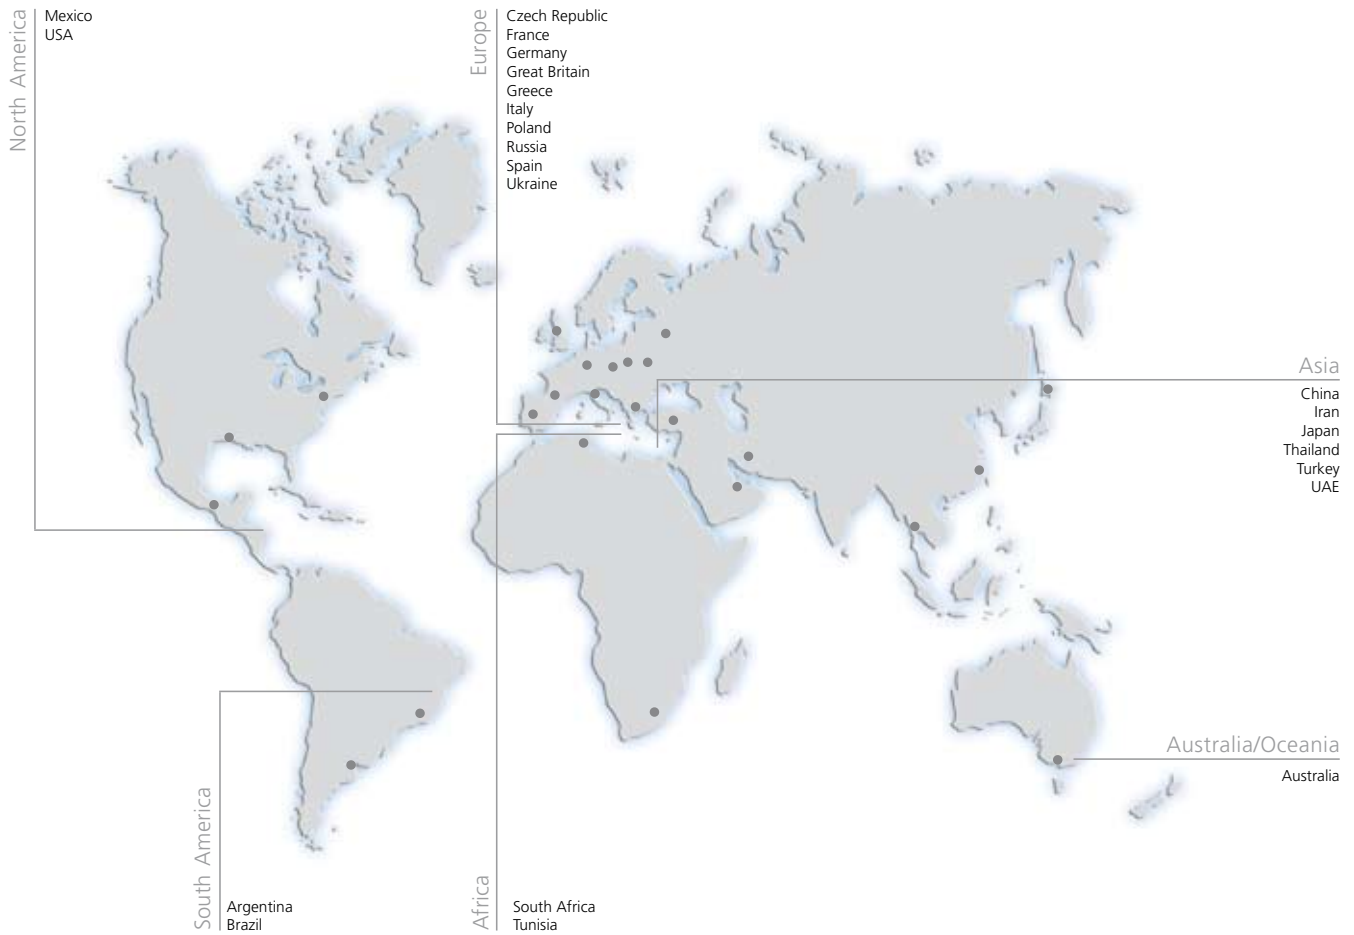 North America
Mexico
USA
Europe
Czech Republic
France
Germany
Great Britain
Greece
Italy
Poland
Russia
Spain
Ukraine
Asia
China
Iran
Japan
Thailand
Turkey
UAE
Australia/Oceania
Australia
South America
Argentina
Brazil
Africa
South Africa
Tunisia